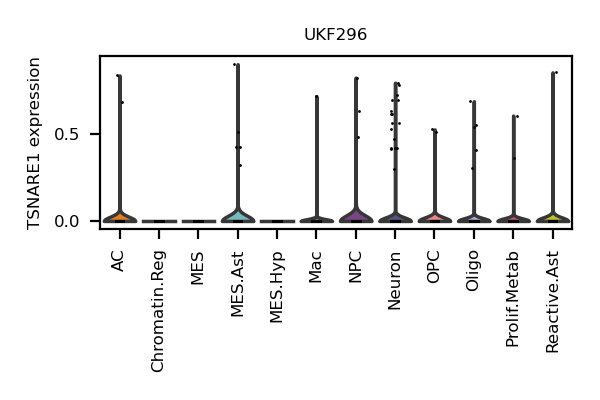 UKF296
TSNARE1 expression
0.5
0.0
AC
Chromatin.Reg
MES
MES.Ast
MES.Hyp
Mac
NPC
Neuron
OPC
Oligo
Prolif.Metab
Reactive.Ast